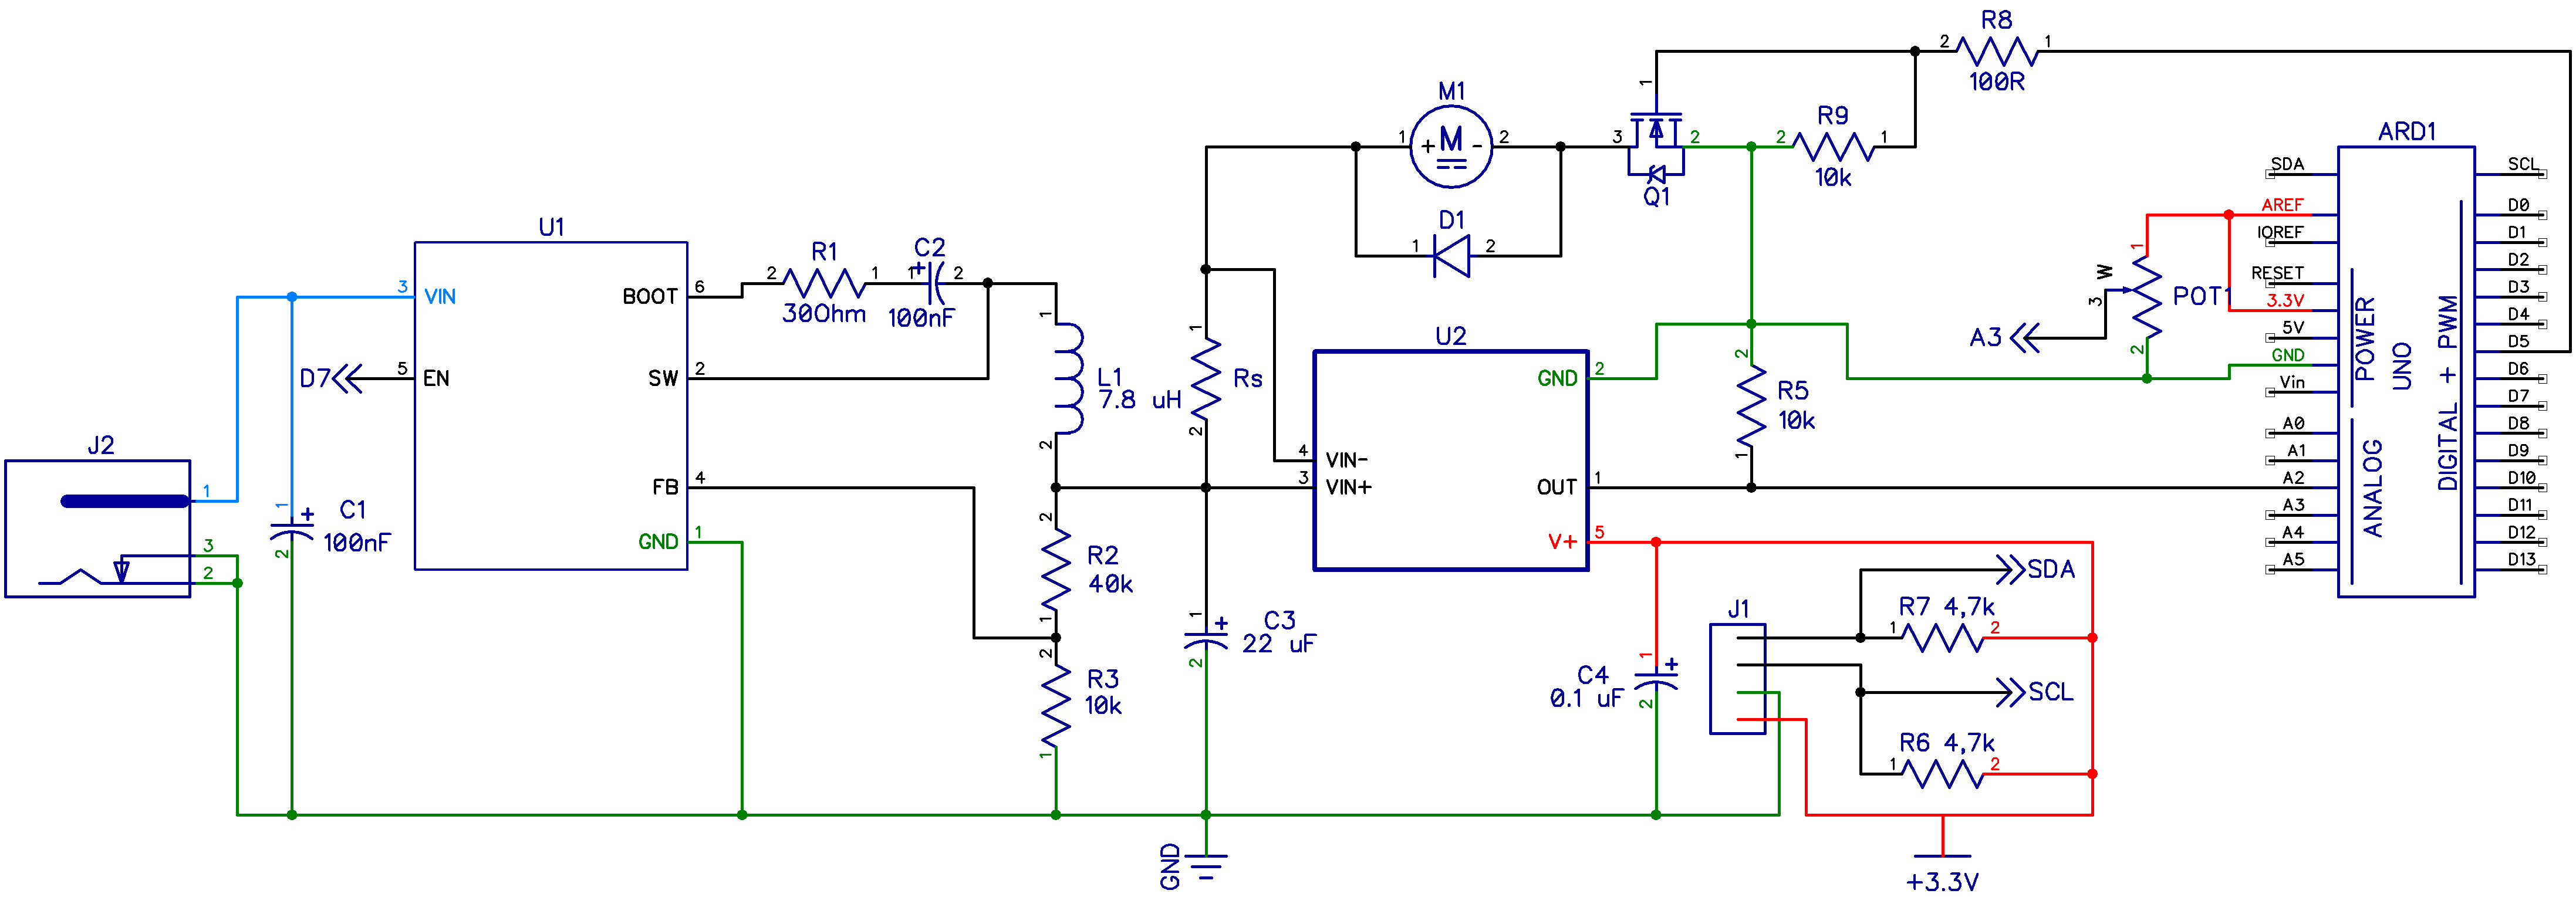 J2
1
3
2
C1
100nF
1
2
D7
U1
3
VIN
5
EN
BOOT
6
SW
2
FB
4
GND
1
R1
30Ohm
2
1
C2
100nF
1
2
L1
7.8 uH
1
2
R2
40k
2
1
R3
10k
2
1
Rs
1
2
C3
22 uF
1
2
GND
M1
+M-
1
2
D1
1
2
Q1
1
3
2
R9
10k
2
1
R8
100R
2
1
U2
GND
2
VIN-
4
VIN+
3
OUT
1
V+
5
R5
10k
2
1
C4
0.1 uF
1
2
J1
SDA
R7 4,7k
1
2
SCL
R6 4,7k
1
2
+3.3V
A3
W
3
1
2
POT1
ARD1
SDA
AREF
IOREF
RESET
3.3V
5V
GND
Vin
A0
A1
A2
A3
A4
A5
POWER
UNO
ANALOG
DIGITAL + PWM
SCL
D0
D1
D2
D3
D4
D5
D6
D7
D8
D9
D10
D11
D12
D13